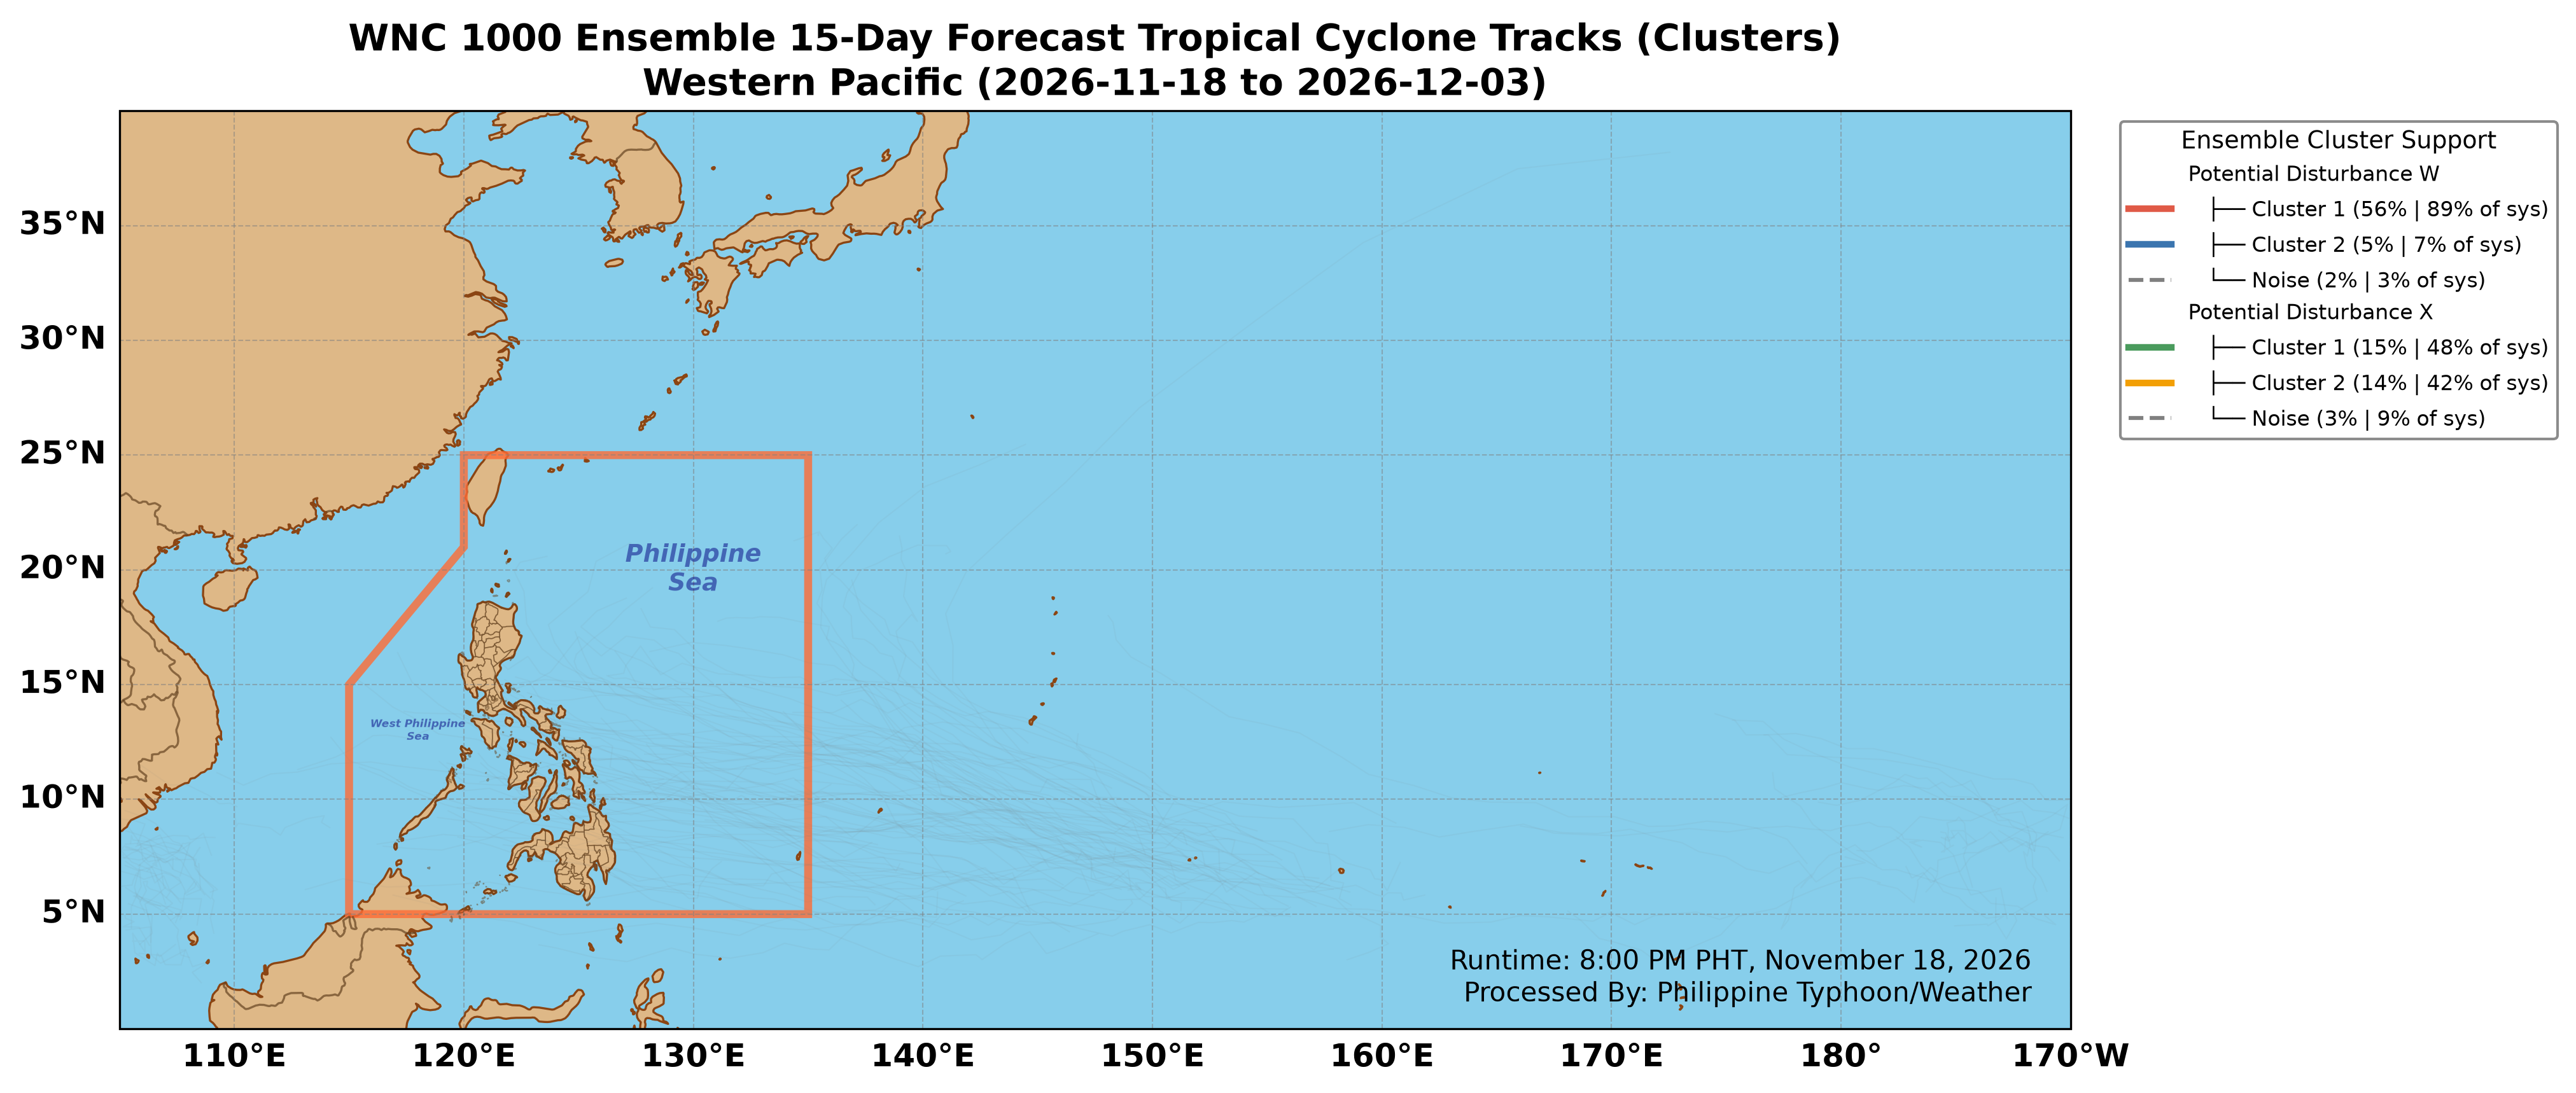 WNC 1000 Ensemble 15-Day Forecast Tropical Cyclone Tracks (Clusters)
Western Pacific (2026-11-18 to 2026-12-03)
Ensemble Cluster Support
Potential Disturbance W
Cluster 1 (56% | 89% of sys)
Cluster 2 (5% | 7% of sys)
Noise (2% | 3% of sys)
Potential Disturbance X
Cluster 1 (15% | 48% of sys)
Cluster 2 (14% | 42% of sys)
Noise (3% | 9% of sys)
35°N
30°N
25°N
20°N
15°N
10°N
5°N
Philippine
Sea
West Philippine
Sea
Runtime: 8:00 PM PHT, November 18, 2026
Processed By: Philippine Typhoon/Weather
110°E
120°E
130°E
140°E
150°E
160°E
170°E
180°
170°W